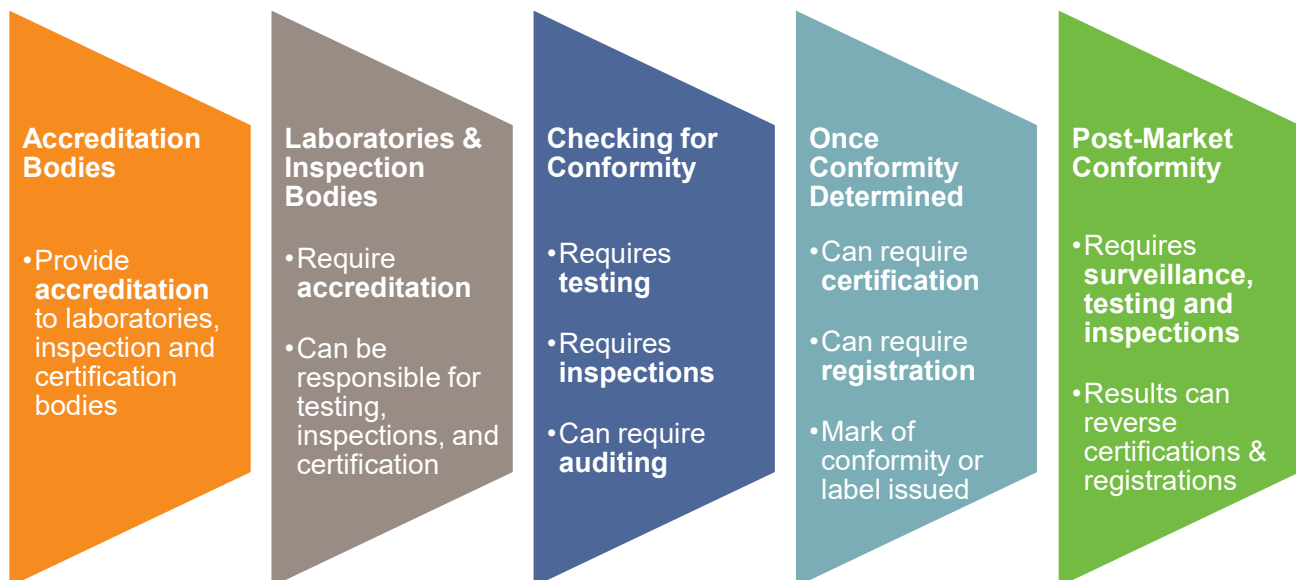 Accreditation
Bodies
•Provide
accreditation
to laboratories,
inspection and
certification
bodies
Laboratories &
Inspection
Bodies
•Require
accreditation
•Can be
responsible for
testing,
inspections, and
certification
Checking for
Conformity
•Requires
testing
•Requires
inspections
•Can require
auditing
Once
Conformity
Determined
•Can require
certification
•Can require
registration
•Mark of
conformity or
label issued
Post-Market
Conformity
•Requires
surveillance,
testing and
inspections
•Results can
reverse
certifications &
registrations